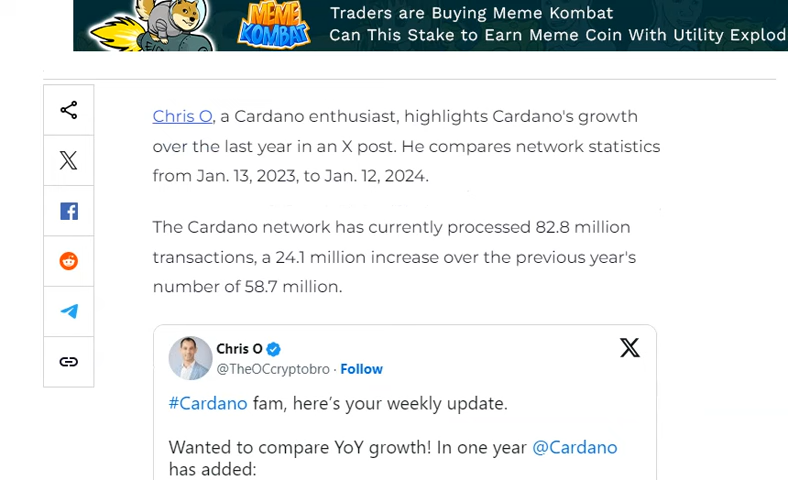 MEME
KOMBAT
Traders are Buying Meme Kombat
Can This Stake to Earn Meme Coin With Utility Explod
Chris O, a Cardano enthusiast, highlights Cardano's growth
over the last year in an X post. He compares network statistics
from Jan. 13, 2023, to Jan. 12, 2024.
The Cardano network has currently processed 82.8 million
transactions, a 24.1 million increase over the previous year's
number of 58.7 million.
Chris O
@TheOCcryptobro · Follow
#Cardano fam, here's your weekly update.
Wanted to compare YoY growth! In one year @Cardano
has added: